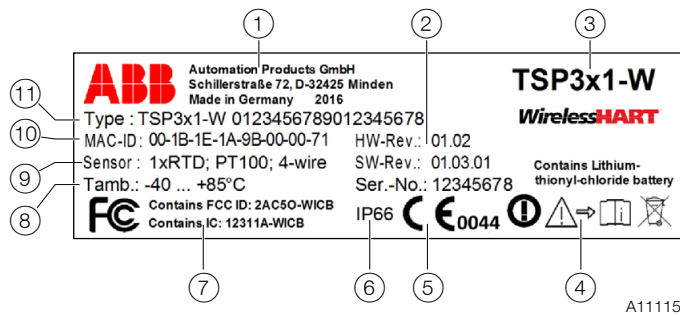 1 2 3
ABB Automation Products GmbH
Schillerstraße 72, D-32425 Minden
Made in Germany 2016
TSP3x1-W
WirelessHART
11 Type : TSP3x1-W 0123456789012345678
10 MAC-ID: 00-1B-1E-1A-9B-00-00-71 HW-Rev.: 01.02
9 Sensor : 1xRTD; PT100; 4-wire SW-Rev.: 01.03.01
8 Tamb.: -40 ... +85°C Ser.-No.: 12345678
Contains Lithium-
thionyl-chloride battery
FC Contains FCC ID: 2AC5O-WICB
Contains IC: 12311A-WICB
IP66 CE0044
7 6 5 4
A11115